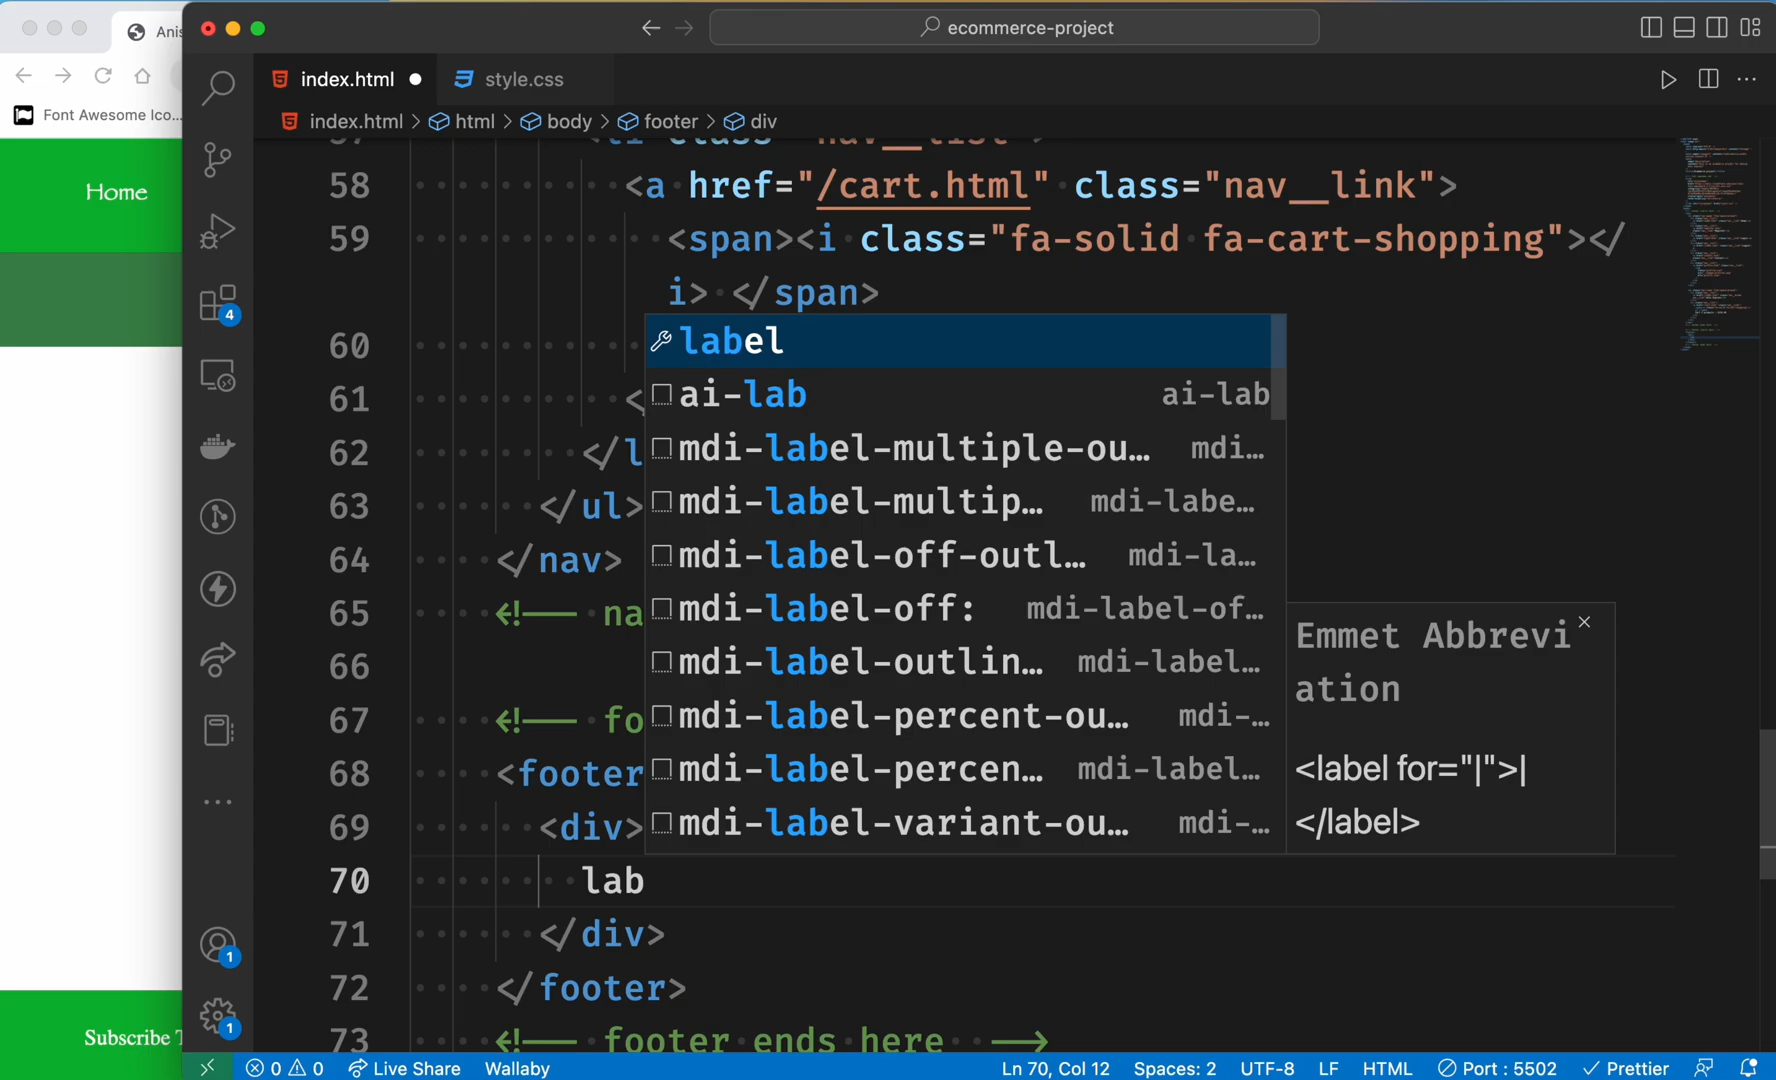 Anis
ecommerce-project
index.html
style.css
Font Awesome Ico...
index.html > html > body > footer > div
Home
58 <a href="/cart.html" class="nav__link">
59 <span><i class="fa-solid fa-cart-shopping"></
i> </span>
60
61 <
62 </l
63 </ul>
64 </nav>
65 <!-- na
66
67 <!-- fo
68 <footer
69 <div>
70 lab
71 </div>
72 </footer>
73 <!-- footer ends here -->
label
ai-lab ai-lab
mdi-label-multiple-ou… mdi…
mdi-label-multip… mdi-labe…
mdi-label-off-outl… mdi-la…
mdi-label-off: mdi-label-of…
mdi-label-outlin… mdi-label…
mdi-label-percent-ou… mdi-…
mdi-label-percen… mdi-label…
mdi-label-variant-ou… mdi-…
Emmet Abbrevi
ation
<label for="|">|
</label>
4
1
1
Subscribe T
0 0 Live Share Wallaby Ln 70, Col 12 Spaces: 2 UTF-8 LF HTML Port : 5502 Prettier